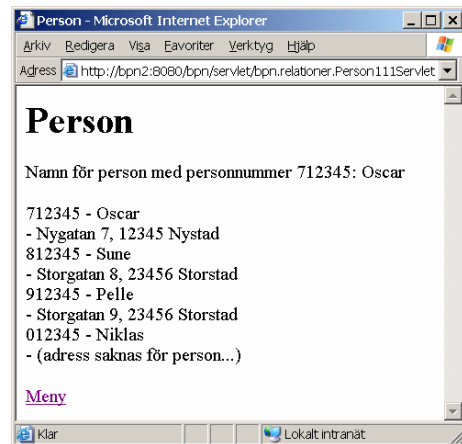 Person - Microsoft Internet Explorer
Arkiv Redigera Visa Favoriter Verktyg Hjälp
Adress http://bpn2:8080/bpn/servlet/bpn.relationer.Person111Servlet
Person
Namn för person med personnummer 712345: Oscar
712345 - Oscar
- Nygatan 7, 12345 Nystad
812345 - Sune
- Storgatan 8, 23456 Storstad
912345 - Pelle
- Storgatan 9, 23456 Storstad
012345 - Niklas
- (adress saknas för person...)
Meny
Klar Lokalt intranät